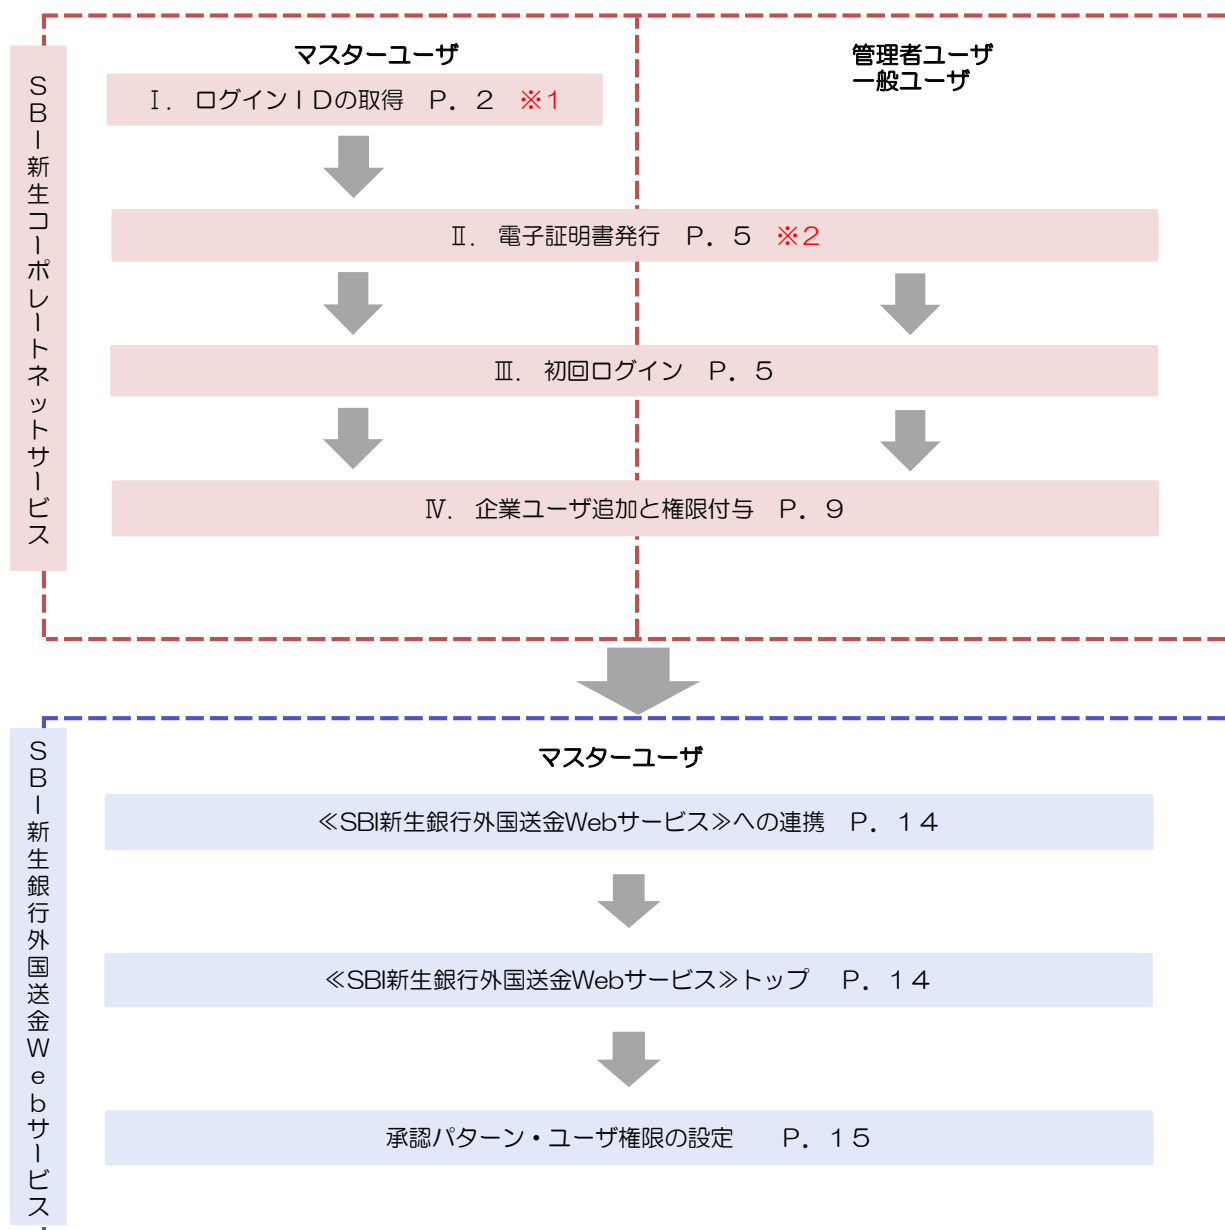 SBI新生コーポレートネットサービス
マスターユーザ
管理者ユーザ
一般ユーザ
Ⅰ．ログインIDの取得　P．2　※1
Ⅱ．電子証明書発行　P．5　※2
Ⅲ．初回ログイン　P．5
Ⅳ．企業ユーザ追加と権限付与　P．9
SBI新生銀行外国送金Webサービス
マスターユーザ
≪SBI新生銀行外国送金Webサービス≫への連携　P．14
≪SBI新生銀行外国送金Webサービス≫トップ　P．14
承認パターン・ユーザ権限の設定　P．15